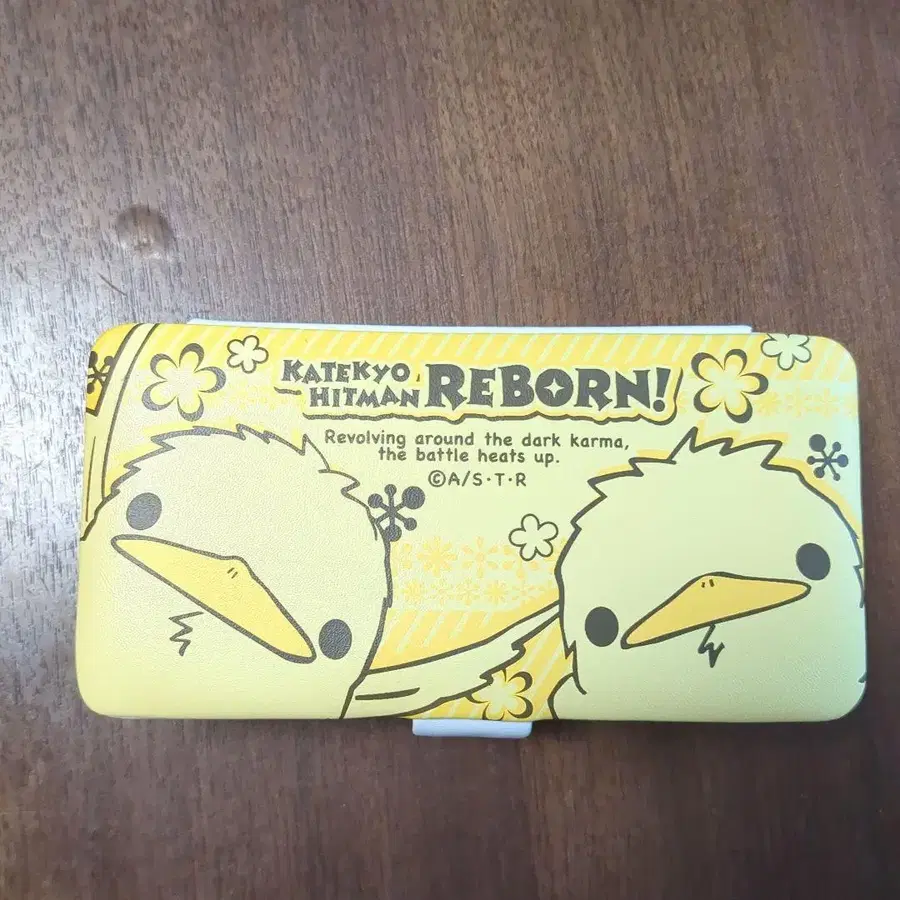 KATEKYO
HITMAN REBORN!
Revolving around the dark karma,
the battle heats up.
©A/S·T·R